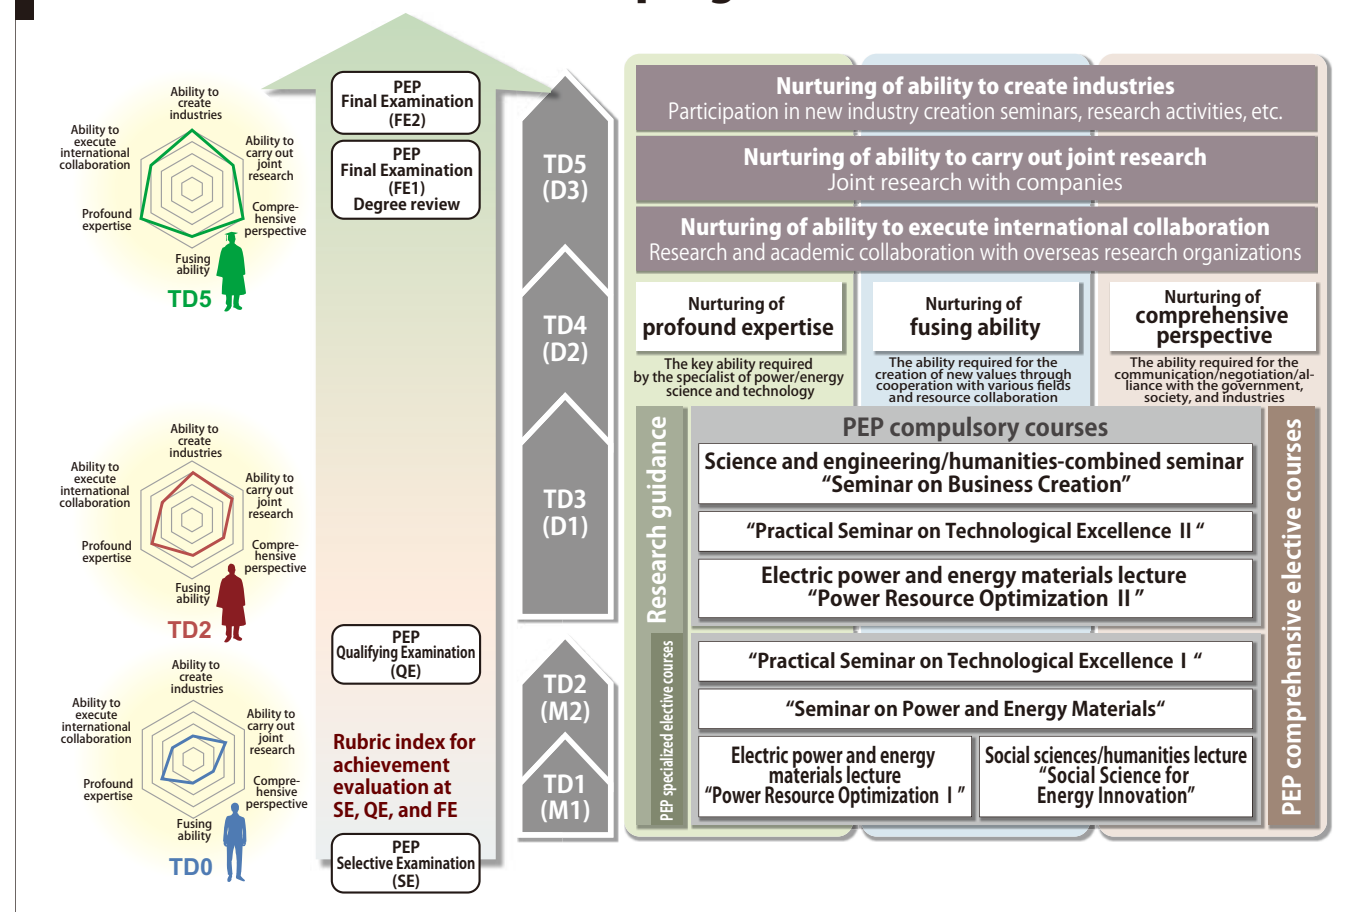 Ability to
create
industries
Ability to
execute
international
collaboration
Ability to
carry out
joint
research
Profound
expertise
Compre-
hensive
perspective
Fusing
ability
TD5
Ability to
create
industries
Ability to
execute
international
collaboration
Ability to
carry out
joint
research
Profound
expertise
Compre-
hensive
perspective
Fusing
ability
TD2
Ability to
create
industries
Ability to
execute
international
collaboration
Ability to
carry out
joint
research
Profound
expertise
Compre-
hensive
perspective
Fusing
ability
TD0
PEP
Final Examination
(FE2)
PEP
Final Examination
(FE1)
Degree review
PEP
Qualifying Examination
(QE)
Rubric index for
achievement
evaluation at
SE, QE, and FE
PEP
Selective Examination
(SE)
TD5
(D3)
TD4
(D2)
TD3
(D1)
TD2
(M2)
TD1
(M1)
Nurturing of ability to create industries
Participation in new industry creation seminars, research activities, etc.
Nurturing of ability to carry out joint research
Joint research with companies
Nurturing of ability to execute international collaboration
Research and academic collaboration with overseas research organizations
Nurturing of
profound expertise
The key ability required
by the specialist of power/energy
science and technology
Nurturing of
fusing ability
The ability required for the
creation of new values through
cooperation with various fields
and resource collaboration
Nurturing of
comprehensive
perspective
The ability required for the
communication/negotiation/al-
liance with the government,
society, and industries
Research guidance
PEP specialized elective courses
PEP compulsory courses
Science and engineering/humanities-combined seminar
“Seminar on Business Creation”
“Practical Seminar on Technological Excellence II “
Electric power and energy materials lecture
“Power Resource Optimization II ”
“Practical Seminar on Technological Excellence I “
“Seminar on Power and Energy Materials“
Electric power and energy
materials lecture
“Power Resource Optimization I ”
Social sciences/humanities lecture
“Social Science for
Energy Innovation”
PEP comprehensive elective courses